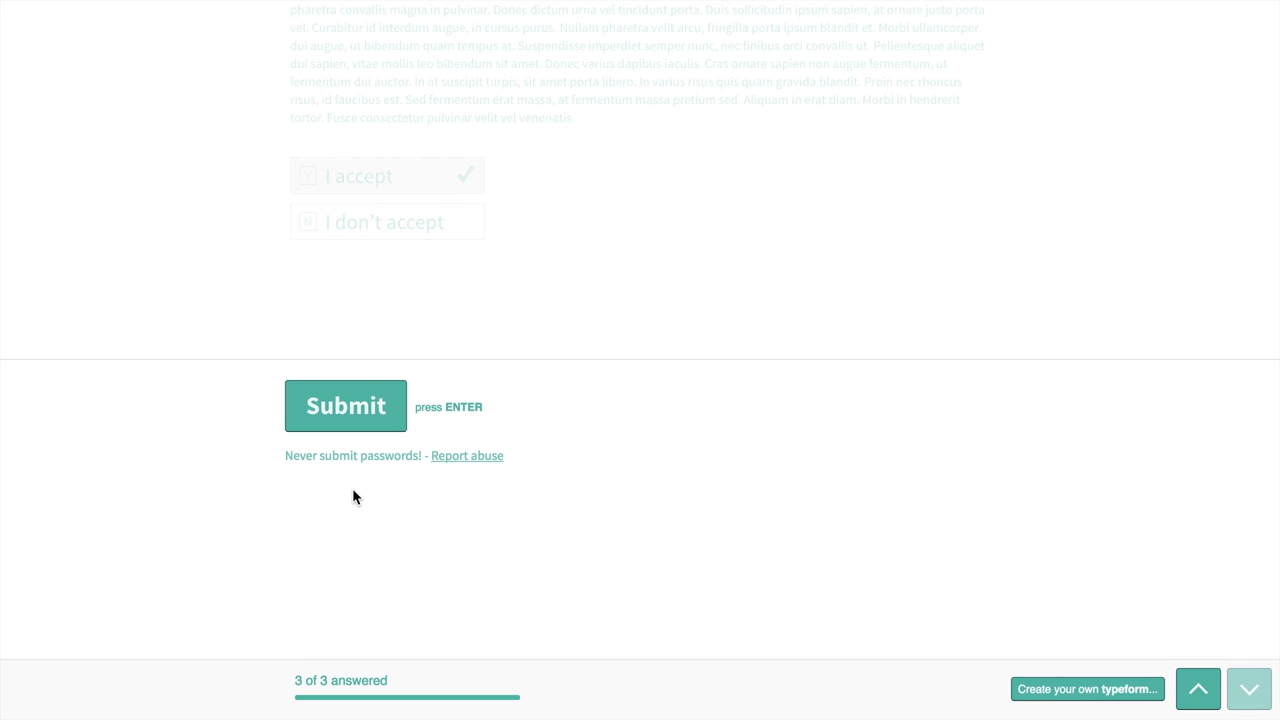 pharetra convallis magna in pulvinar. Donec dictum urna vel tincidunt porta. Duis sollicitudin ipsum sapien, at ornare justo porta
vel. Curabitur id interdum augue, in cursus purus. Nullam pharetra velit arcu, fringilla porta ipsum blandit et. Morbi ullamcorper
dui augue, ut bibendum quam tempus at. Suspendisse imperdiet semper nunc, nec finibus orci convallis ut. Pellentesque aliquet
dui sapien, vitae mollis leo bibendum sit amet. Donec varius dapibus iaculis. Cras ornare sapien non augue fermentum, ut
fermentum dui auctor. In at suscipit turpis, sit amet porta libero. In varius risus quis quam gravida blandit. Proin nec rhoncus
risus, id faucibus est. Sed fermentum erat massa, at fermentum massa pretium sed. Aliquam in erat diam. Morbi in hendrerit
tortor. Fusce consectetur pulvinar velit vel venenatis.
Y I accept
N I don't accept
Submit press ENTER
Never submit passwords! - Report abuse
3 of 3 answered
Create your own typeform...